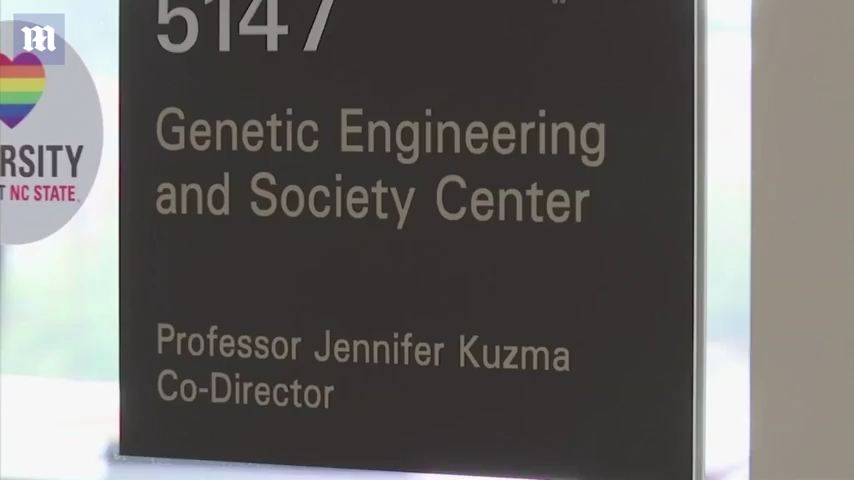 m
5147
Genetic Engineering
and Society Center
Professor Jennifer Kuzma
Co-Director
RSITY
T NC STATE